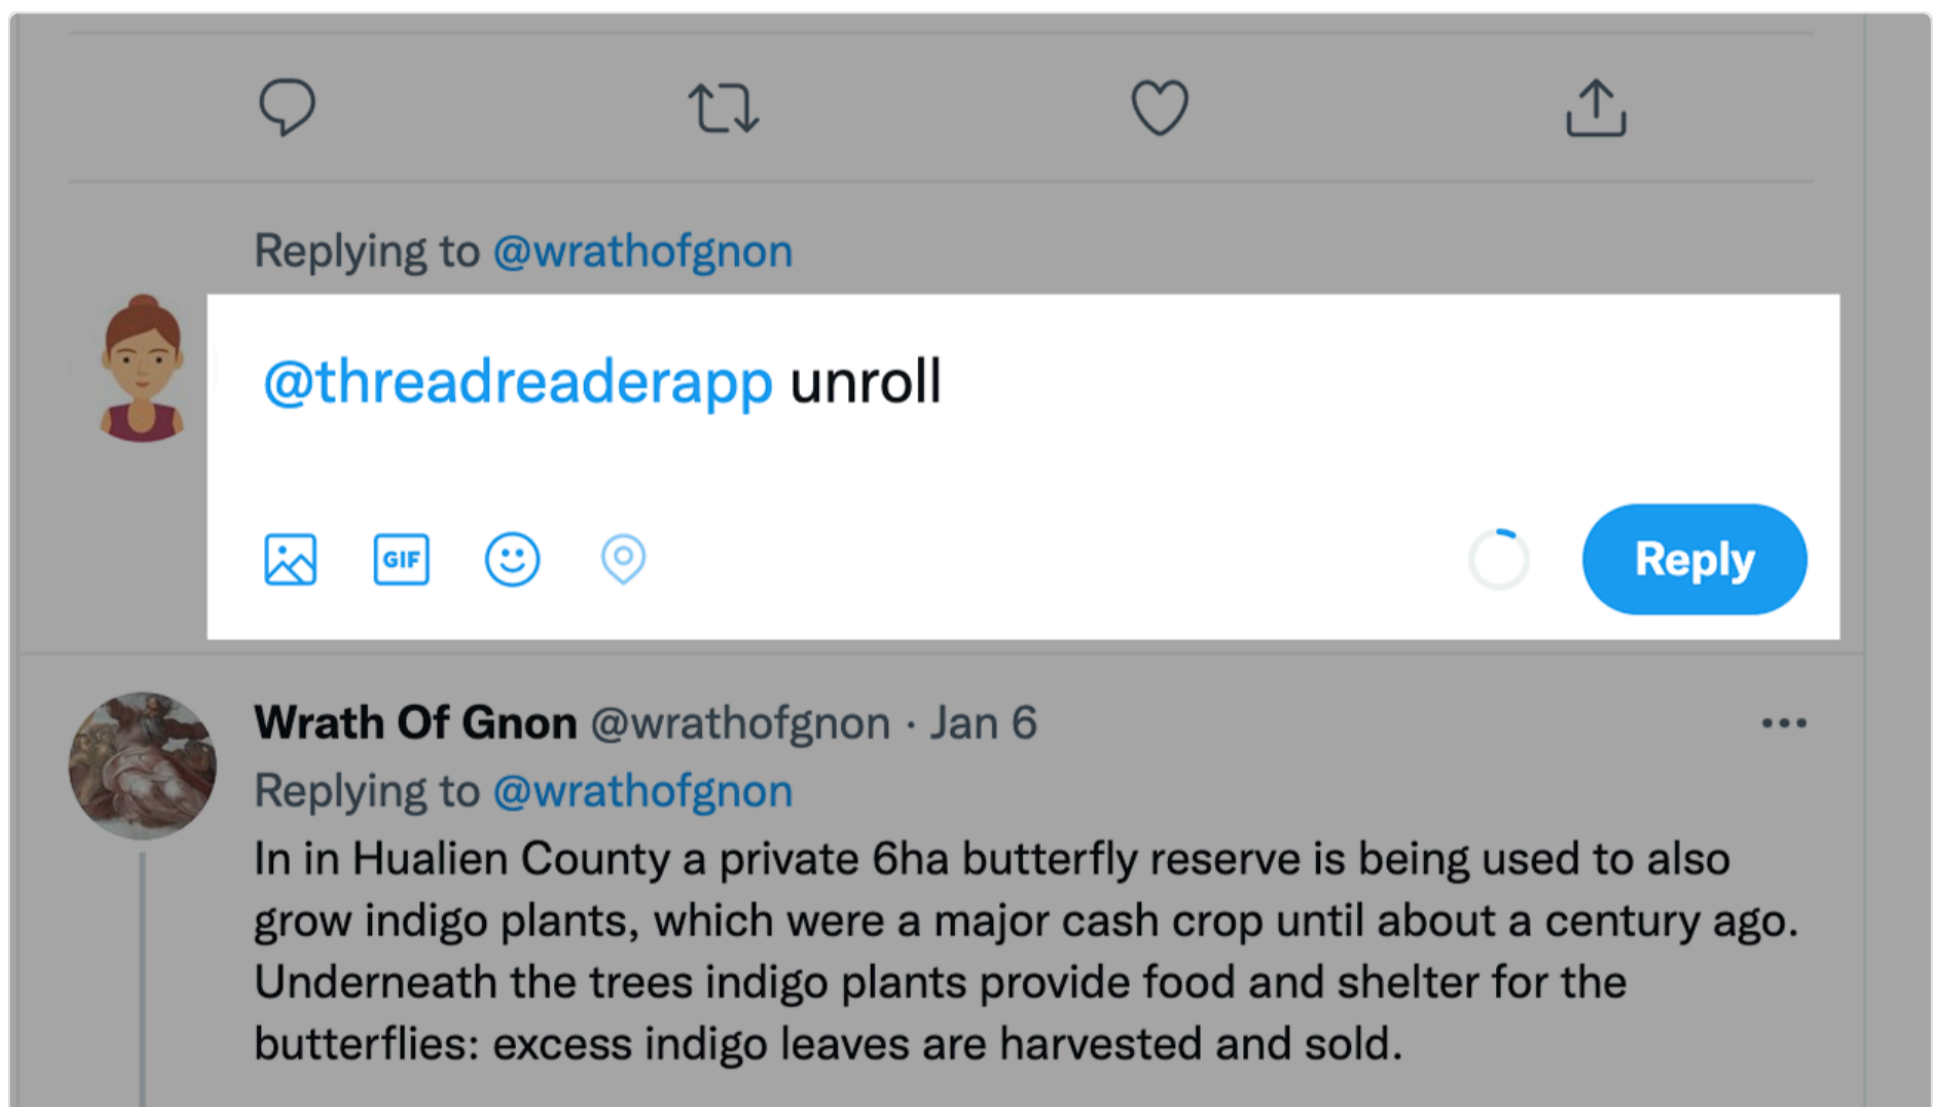 Replying to @wrathofgnon
@threadreaderapp unroll
GIF
Reply
Wrath Of Gnon @wrathofgnon · Jan 6
Replying to @wrathofgnon
In in Hualien County a private 6ha butterfly reserve is being used to also
grow indigo plants, which were a major cash crop until about a century ago.
Underneath the trees indigo plants provide food and shelter for the
butterflies: excess indigo leaves are harvested and sold.